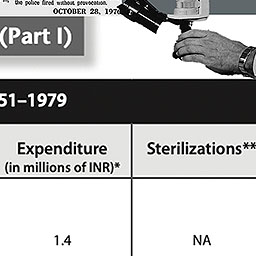 the police fired without provocation.
OCTOBER 28, 197
(Part I)
51–1979
Expenditure
(in millions of INR)*
Sterilizations**
1.4
NA